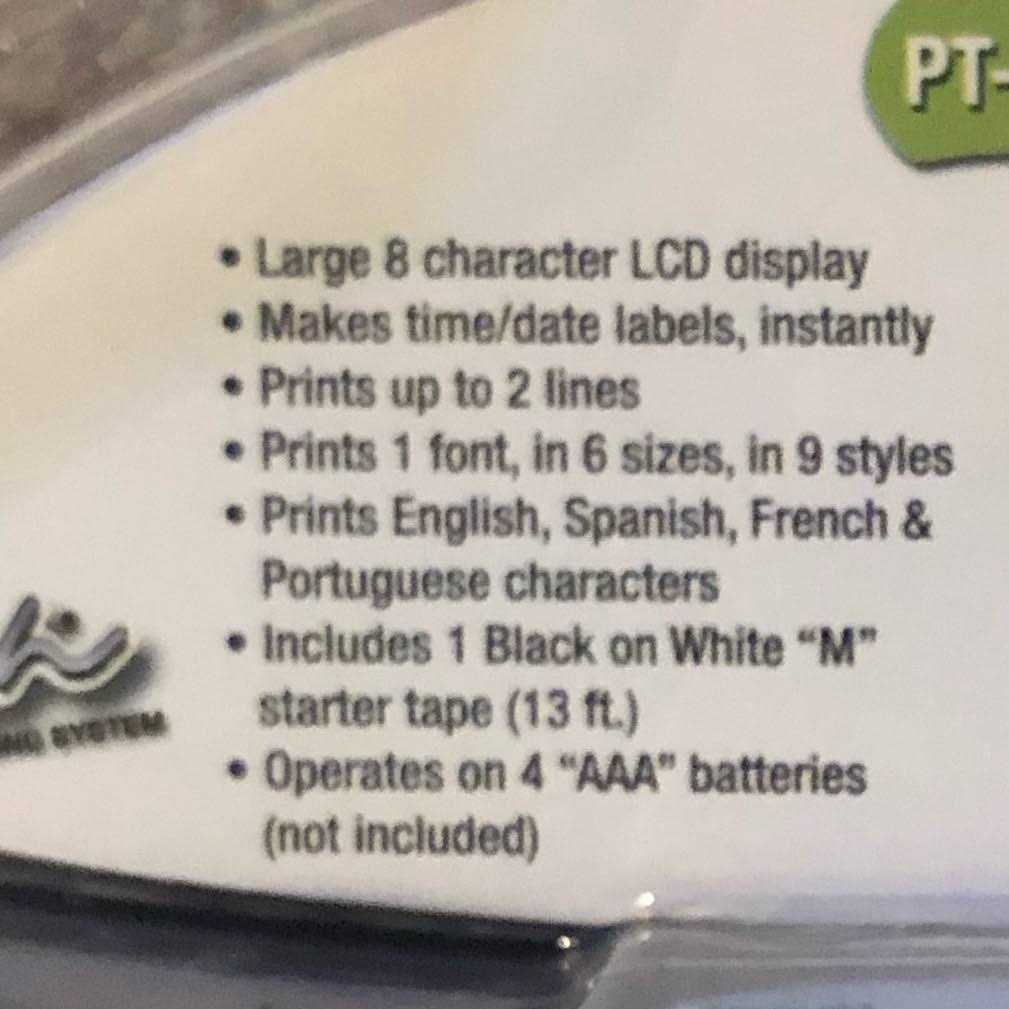 PT-
• Large 8 character LCD display
• Makes time/date labels, instantly
• Prints up to 2 lines
• Prints 1 font, in 6 sizes, in 9 styles
• Prints English, Spanish, French &
Portuguese characters
• Includes 1 Black on White “M”
starter tape (13 ft.)
SYSTEM
• Operates on 4 “AAA” batteries
(not included)